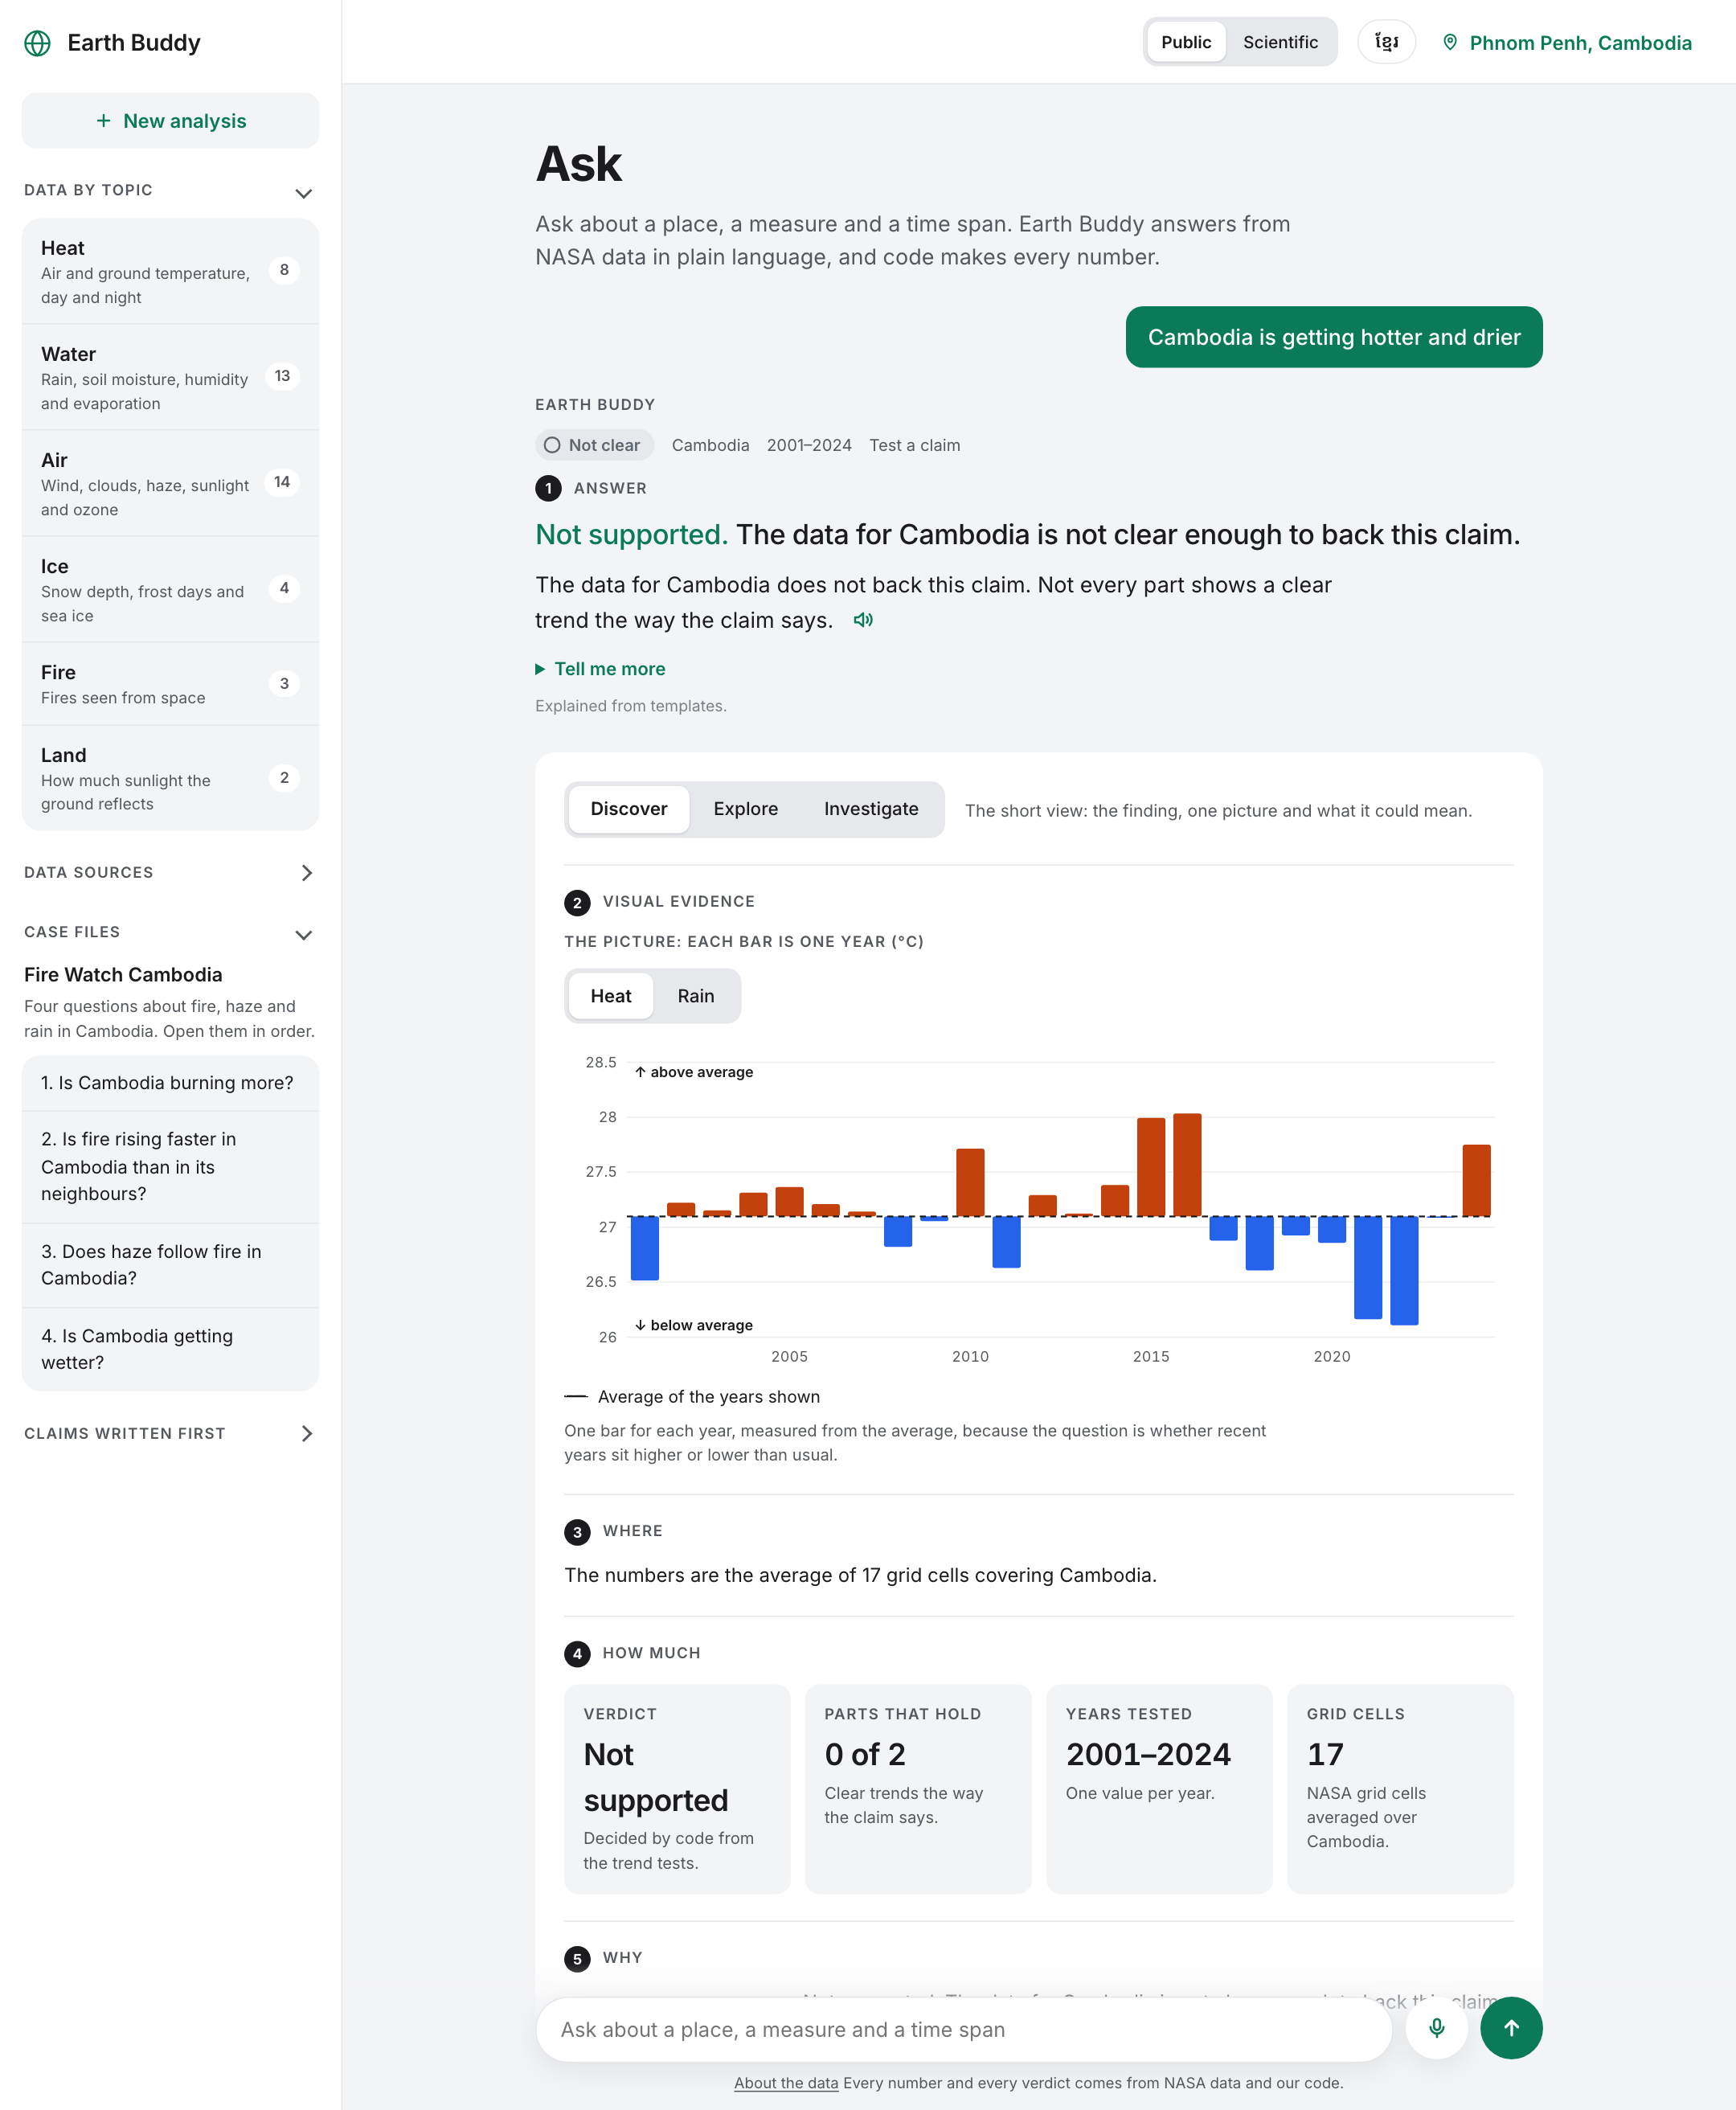 Earth Buddy
New analysis
DATA BY TOPIC
Heat
Air and ground temperature,
day and night
8
Water
Rain, soil moisture, humidity
and evaporation
13
Air
Wind, clouds, haze, sunlight
and ozone
14
Ice
Snow depth, frost days and
sea ice
4
Fire
Fires seen from space
3
Land
How much sunlight the
ground reflects
2
DATA SOURCES
CASE FILES
Fire Watch Cambodia
Four questions about fire, haze and
rain in Cambodia. Open them in order.
1. Is Cambodia burning more?
2. Is fire rising faster in
Cambodia than in its
neighbours?
3. Does haze follow fire in
Cambodia?
4. Is Cambodia getting
wetter?
CLAIMS WRITTEN FIRST
Public Scientific ខ្មែរ Phnom Penh, Cambodia
Ask
Ask about a place, a measure and a time span. Earth Buddy answers from
NASA data in plain language, and code makes every number.
Cambodia is getting hotter and drier
EARTH BUDDY
Not clear Cambodia 2001–2024 Test a claim
1 ANSWER
Not supported. The data for Cambodia is not clear enough to back this claim.
The data for Cambodia does not back this claim. Not every part shows a clear
trend the way the claim says.
Tell me more
Explained from templates.
Discover Explore Investigate The short view: the finding, one picture and what it could mean.
2 VISUAL EVIDENCE
THE PICTURE: EACH BAR IS ONE YEAR (°C)
Heat Rain
28.5
↑ above average
28
27.5
27
26.5
↓ below average
26
2005 2010 2015 2020
Average of the years shown
One bar for each year, measured from the average, because the question is whether recent
years sit higher or lower than usual.
3 WHERE
The numbers are the average of 17 grid cells covering Cambodia.
4 HOW MUCH
VERDICT
Not
supported
Decided by code from
the trend tests.
PARTS THAT HOLD
0 of 2
Clear trends the way
the claim says.
YEARS TESTED
2001–2024
One value per year.
GRID CELLS
17
NASA grid cells
averaged over
Cambodia.
5 WHY
Ask about a place, a measure and a time span
About the data Every number and every verdict comes from NASA data and our code.